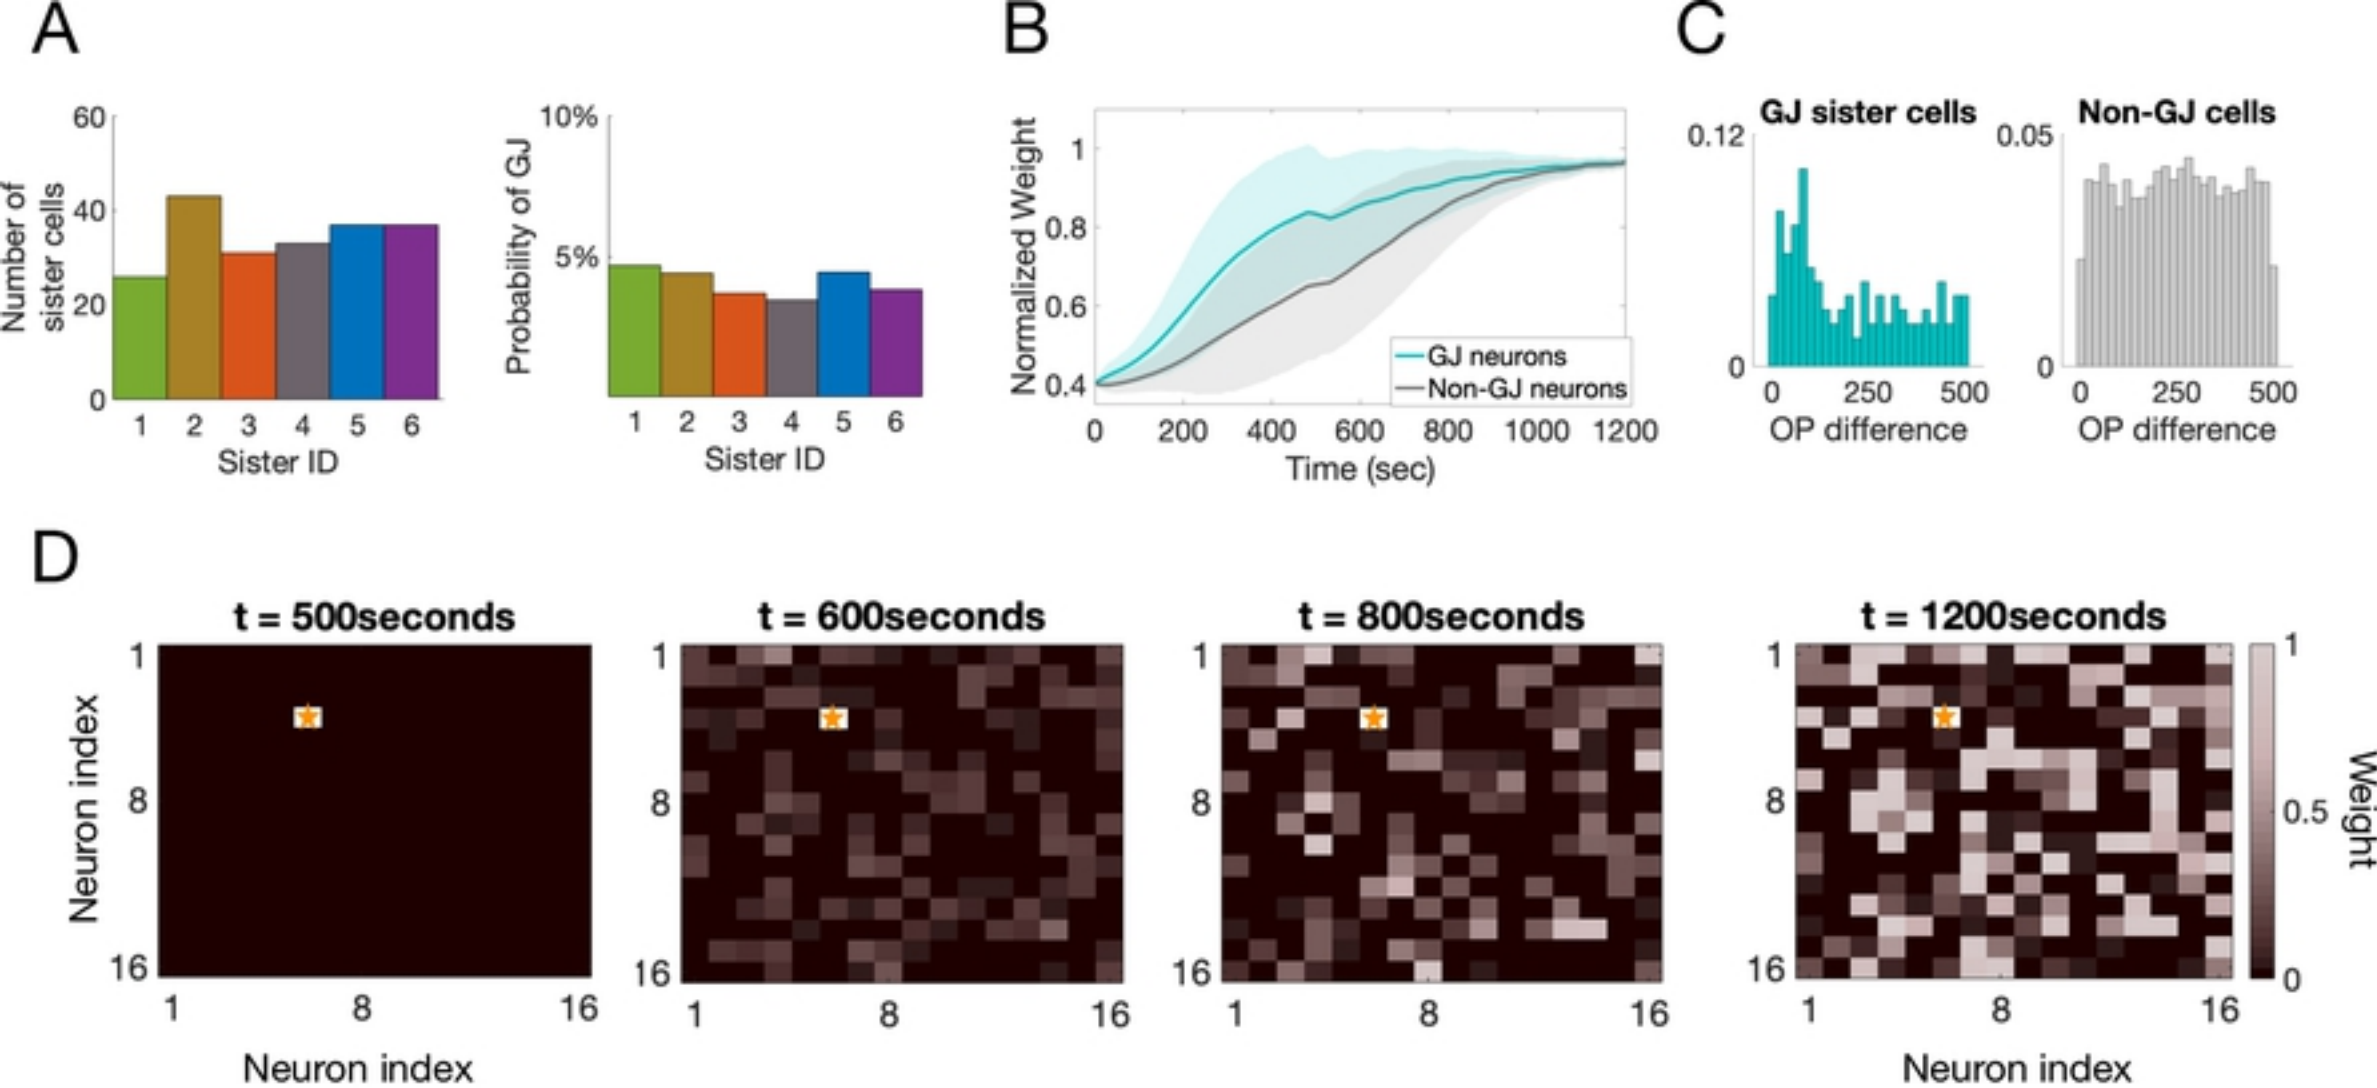 A
B
C
60
40
20
0
Number of
sister cells
1 2 3 4 5 6
Sister ID
10%
5%
Probability of GJ
1 2 3 4 5 6
Sister ID
1
0.8
0.6
0.4
Normalized Weight
GJ neurons
Non-GJ neurons
0 200 400 600 800 1000 1200
Time (sec)
GJ sister cells
0.12
0
0 250 500
OP difference
Non-GJ cells
0.05
0
0 250 500
OP difference
D
t = 500seconds
1
8
16
Neuron index
1 8 16
Neuron index
t = 600seconds
1
8
16
1 8 16
t = 800seconds
1
8
16
1 8 16
t = 1200seconds
1
8
16
1 8 16
Neuron index
1
0.5
0
Weight